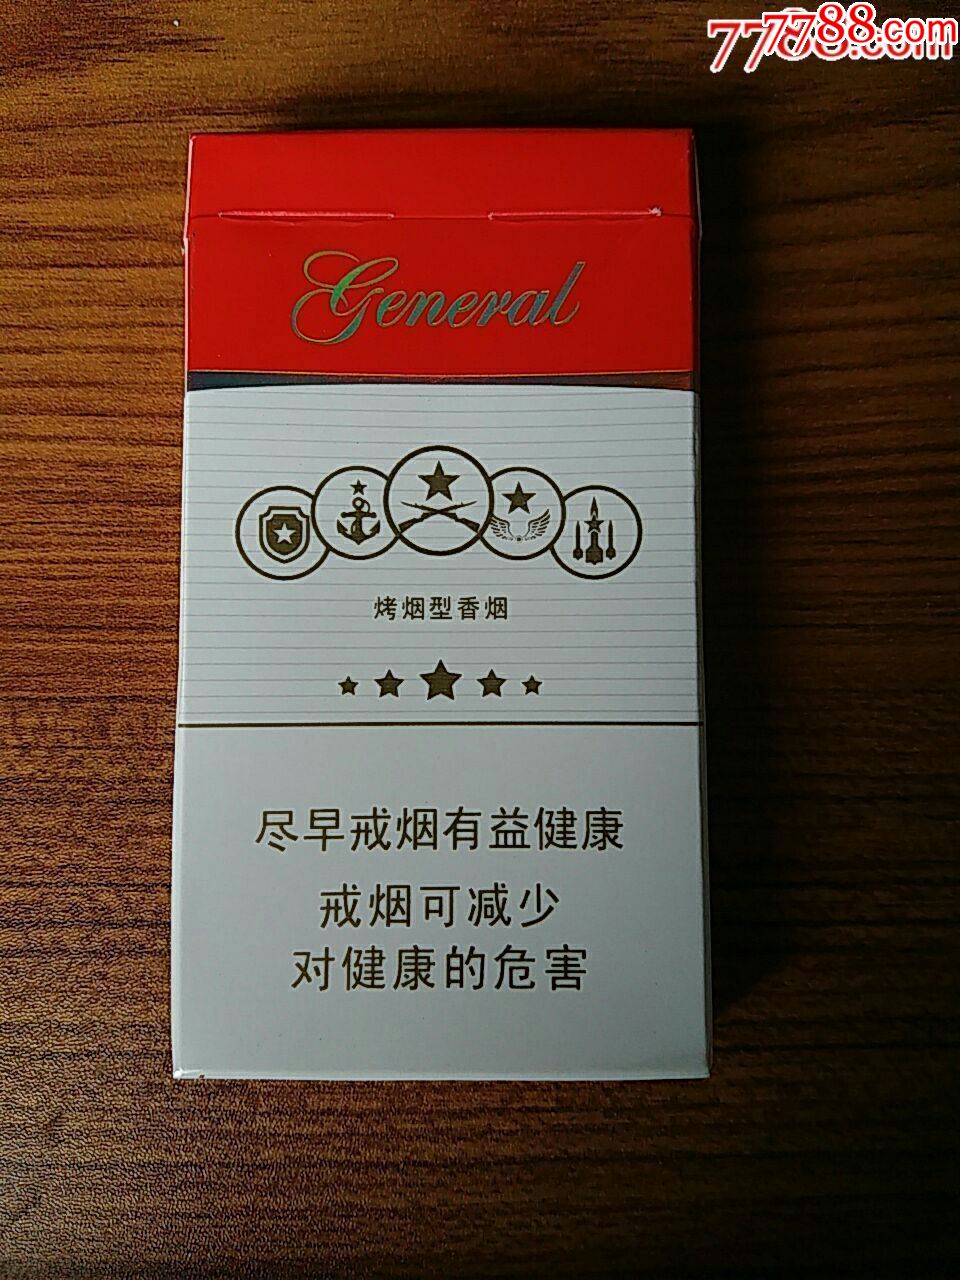 7788.com
General
烤烟型香烟
尽早戒烟有益健康
戒烟可减少
对健康的危害